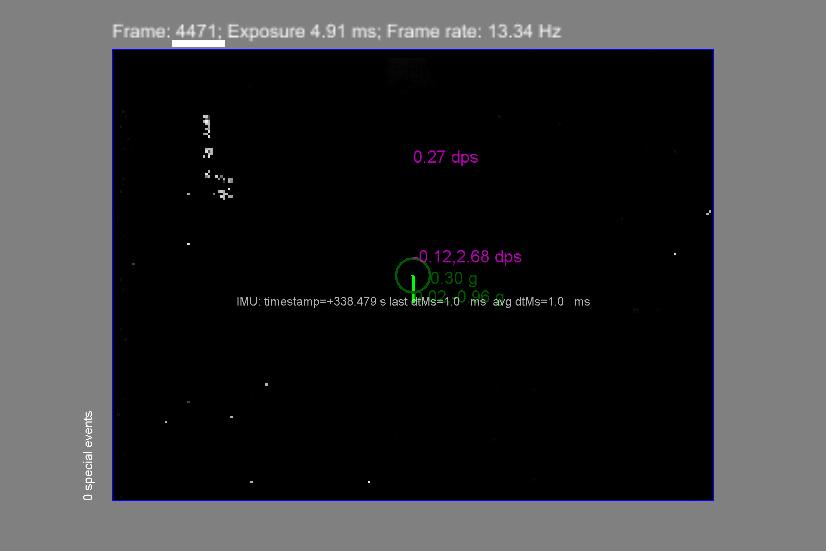 Frame: 4471; Exposure 4.91 ms; Frame rate: 13.34 Hz
0.27 dps
-0.12,2.68 dps
0.30 g
0.96 g
IMU: timestamp=+338.479 s last dtMs=1.0 ms avg dtMs=1.0 ms
0 special events